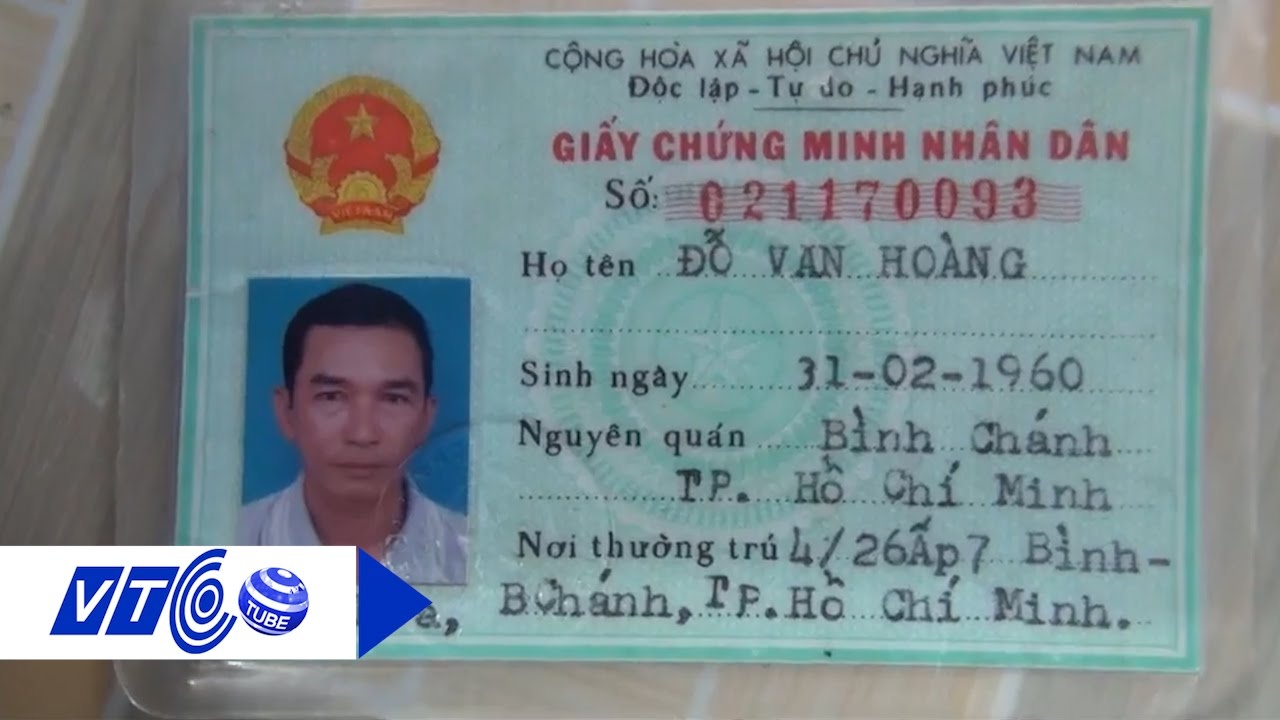 CỘNG HÒA XÃ HỘI CHỦ NGHĨA VIỆT NAM
Độc lập - Tự do - Hạnh phúc
GIẤY CHỨNG MINH NHÂN DÂN
Số: 021170093
Họ tên ĐỖ VAN HOÀNG
Sinh ngày 31-02-1960
Nguyên quán Bình Chánh
TP. Hồ Chí Minh
Nơi thường trú 4/26Ấp7 Bình-
BChánh, TP. Hồ Chí Minh.
VIỆT NAM
VTC
TUBE